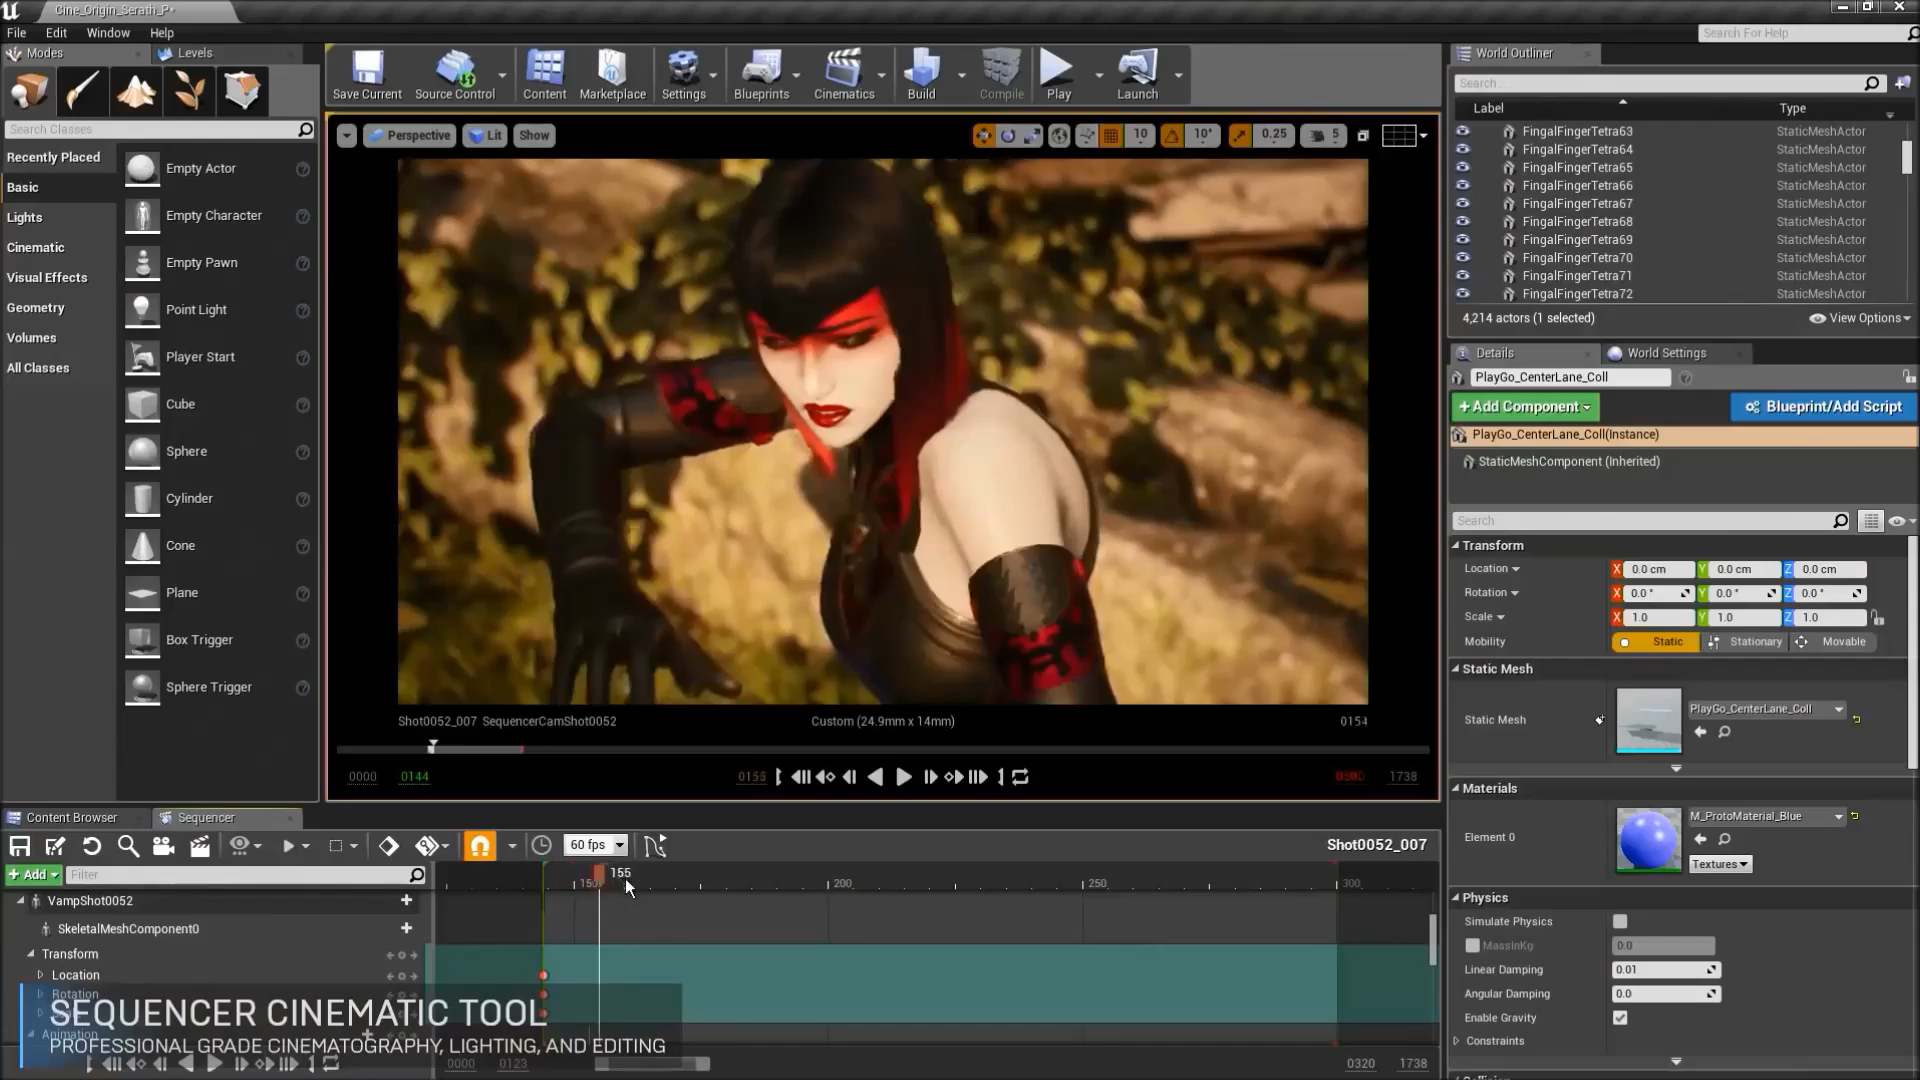 Cine_Origin_Serath_P*
File Edit Window Help
Search For Help
Modes
Levels
Save Current
Source Control
Content
Marketplace
Settings
Blueprints
Cinematics
Build
Compile
Play
Launch
Search Classes
Recently Placed
Basic
Lights
Cinematic
Visual Effects
Geometry
Volumes
All Classes
Empty Actor
Empty Character
Empty Pawn
Point Light
Player Start
Cube
Sphere
Cylinder
Cone
Plane
Box Trigger
Sphere Trigger
Perspective
Lit
Show
10
10°
0.25
5
Shot0052_007 SequencerCamShot0052
Custom (24.9mm x 14mm)
0154
0000
0144
1738
World Outliner
Search...
Label Type
FingalFingerTetra63 StaticMeshActor
FingalFingerTetra64 StaticMeshActor
FingalFingerTetra65 StaticMeshActor
FingalFingerTetra66 StaticMeshActor
FingalFingerTetra67 StaticMeshActor
FingalFingerTetra68 StaticMeshActor
FingalFingerTetra69 StaticMeshActor
FingalFingerTetra70 StaticMeshActor
FingalFingerTetra71 StaticMeshActor
FingalFingerTetra72 StaticMeshActor
4,214 actors (1 selected)
View Options
Details
World Settings
PlayGo_CenterLane_Coll
+Add Component
Blueprint/Add Script
PlayGo_CenterLane_Coll(Instance)
StaticMeshComponent (Inherited)
Search
Transform
Location X 0.0 cm Y 0.0 cm Z 0.0 cm
Rotation X 0.0 ° Y 0.0 ° Z 0.0 °
Scale X 1.0 Y 1.0 Z 1.0
Mobility Static Stationary Movable
Static Mesh
Static Mesh
PlayGo_CenterLane_Coll
Materials
Element 0
M_ProtoMaterial_Blue
Textures
Physics
Simulate Physics
MassInKg 0.0
Linear Damping 0.01
Angular Damping 0.0
Enable Gravity
Constraints
Content Browser
Sequencer
60 fps
Shot0052_007
+ Add
Filter
155
150
200
250
300
VampShot0052
SkeletalMeshComponent0
Transform
Location
Rotation
Animation
SEQUENCER CINEMATIC TOOL
PROFESSIONAL GRADE CINEMATOGRAPHY, LIGHTING, AND EDITING
0000
0123
0320
1738